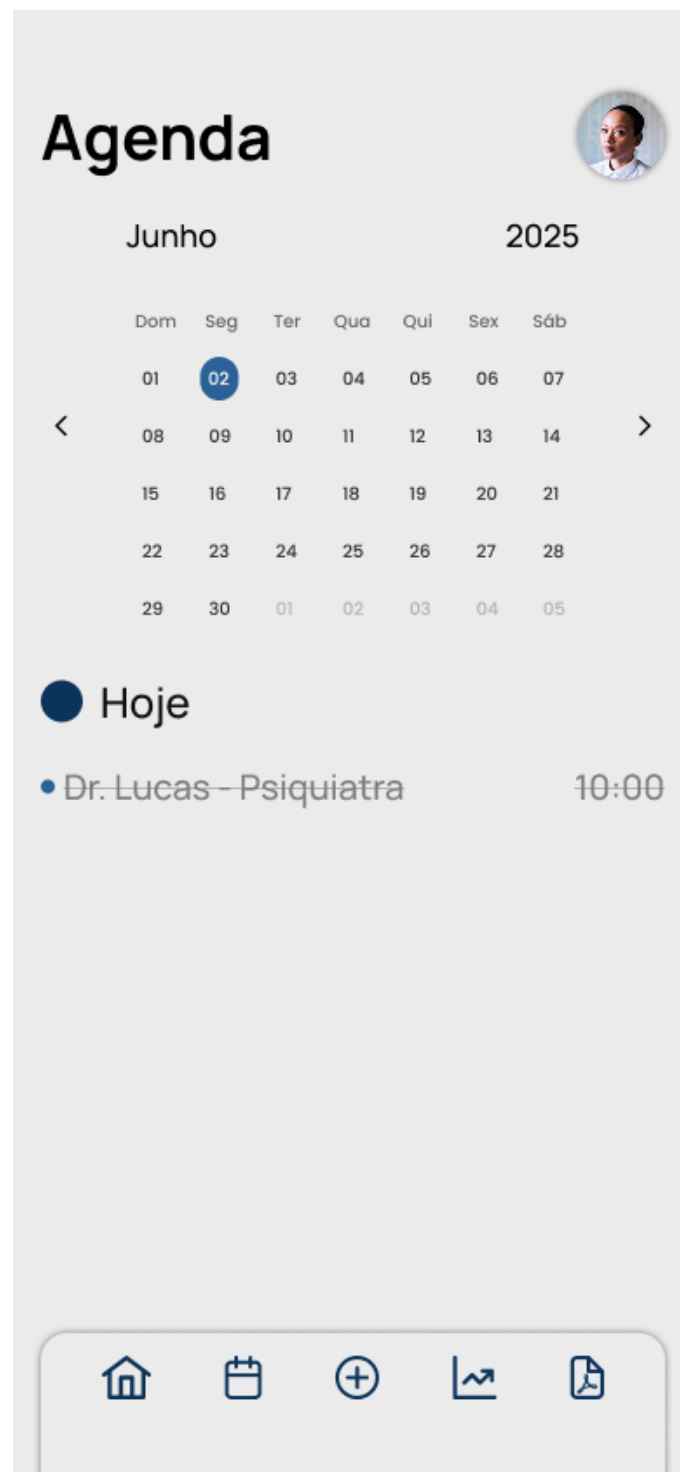 Agenda
Junho 2025
Dom Seg Ter Qua Qui Sex Sáb
01 02 03 04 05 06 07
08 09 10 11 12 13 14
15 16 17 18 19 20 21
22 23 24 25 26 27 28
29 30 01 02 03 04 05
Hoje
Dr. Lucas - Psiquiatra 10:00